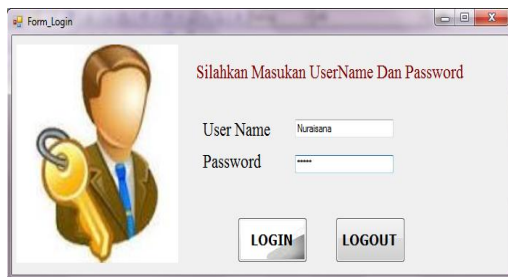 Form_Login
Silahkan Masukan UserName Dan Password
User Name
Nuraisana
Password
*****
LOGIN
LOGOUT